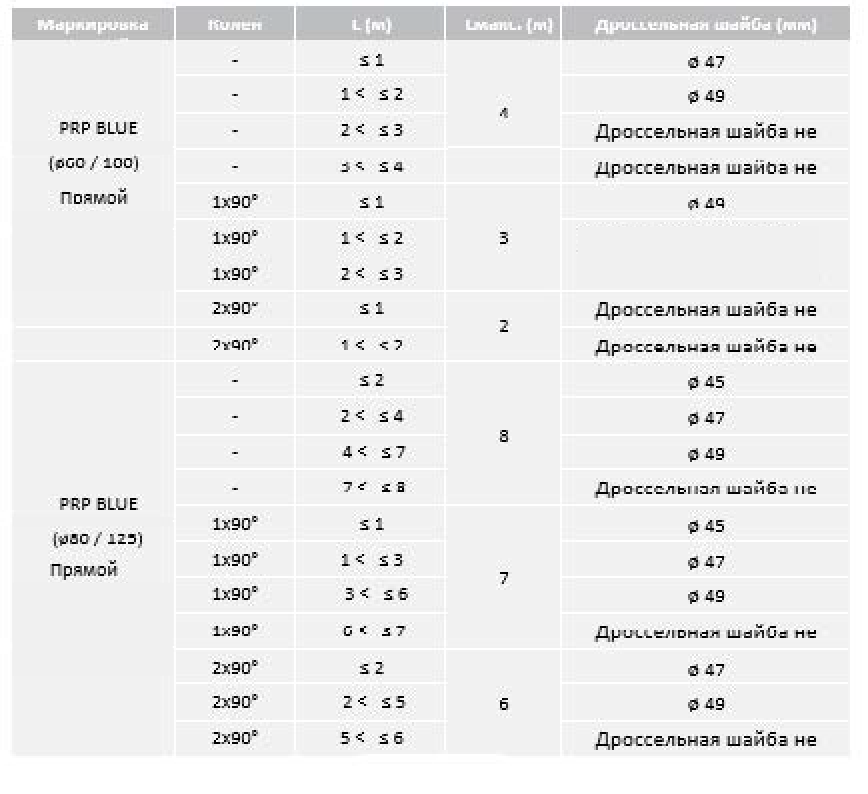 Маркировка Колен L (м) Lмакс. (м) Дроссельная шайба (мм)
- ≤ 1 ø 47
- 1 < ≤ 2 ø 49
4
PRP BLUE - 2 < ≤ 3 Дроссельная шайба не
(ø60 / 100) - 3 < ≤ 4 Дроссельная шайба не
Прямой 1x90° ≤ 1 ø 49
1x90° 1 < ≤ 2 3
1x90° 2 < ≤ 3
2x90° ≤ 1 Дроссельная шайба не
2
2x90° 1 < ≤ 2 Дроссельная шайба не
- ≤ 2 ø 45
- 2 < ≤ 4 ø 47
8
- 4 < ≤ 7 ø 49
- 7 < ≤ 8 Дроссельная шайба не
PRP BLUE
1x90° ≤ 1 ø 45
(ø80 / 125)
1x90° 1 < ≤ 3 ø 47
Прямой 7
1x90° 3 < ≤ 6 ø 49
1x90° 6 < ≤ 7 Дроссельная шайба не
2x90° ≤ 2 ø 47
2x90° 2 < ≤ 5 6 ø 49
2x90° 5 < ≤ 6 Дроссельная шайба не